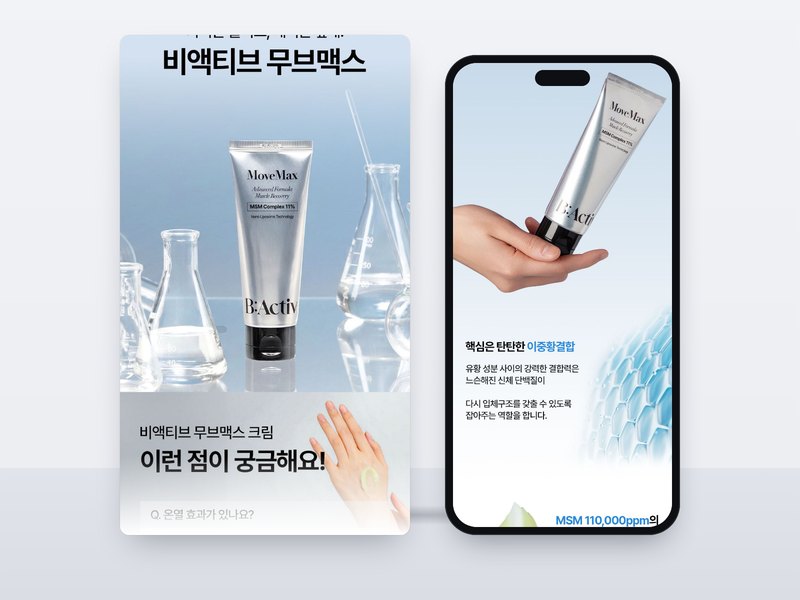 비액티브 무브맥스
MoveMax
Advanced Formula
Muscle Recovery
MSM Complex 11%
Nano Liposome Technology
B:Activ
비액티브 무브맥스 크림
이런 점이 궁금해요!
Q. 온열 효과가 있나요?
MoveMax
Advanced Formula
Muscle Recovery
MSM Complex 11%
Nano Liposome Technology
B:Activ
핵심은 탄탄한 이중황결합
유황 성분 사이의 강력한 결합력은
느슨해진 신체 단백질이
다시 입체구조를 갖출 수 있도록
잡아주는 역할을 합니다.
MSM 110,000ppm의